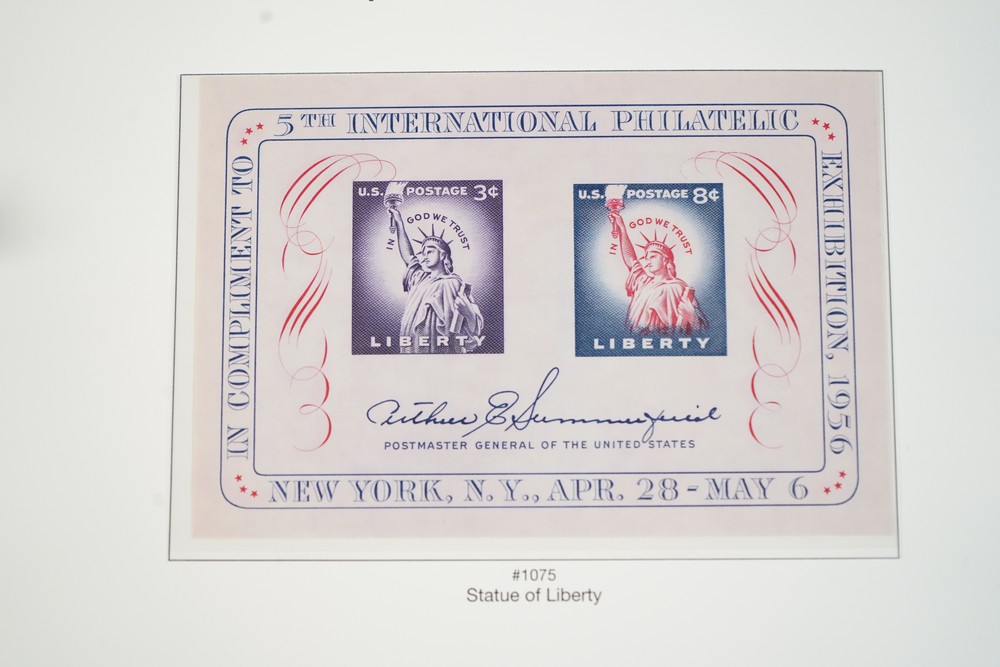 5TH INTERNATIONAL PHILATELIC
IN COMPLIMENT TO
EXHIBITION, 1956
U.S. POSTAGE 3¢
IN GOD WE TRUST
LIBERTY
U.S. POSTAGE 8¢
IN GOD WE TRUST
LIBERTY
Arthur E Summerfield
POSTMASTER GENERAL OF THE UNITED STATES
NEW YORK, N.Y., APR. 28-MAY 6
#1075
Statue of Liberty